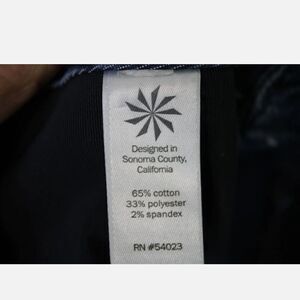 Designed in
Sonoma County,
California
65% cotton
33% polyester
2% spandex
RN #54023